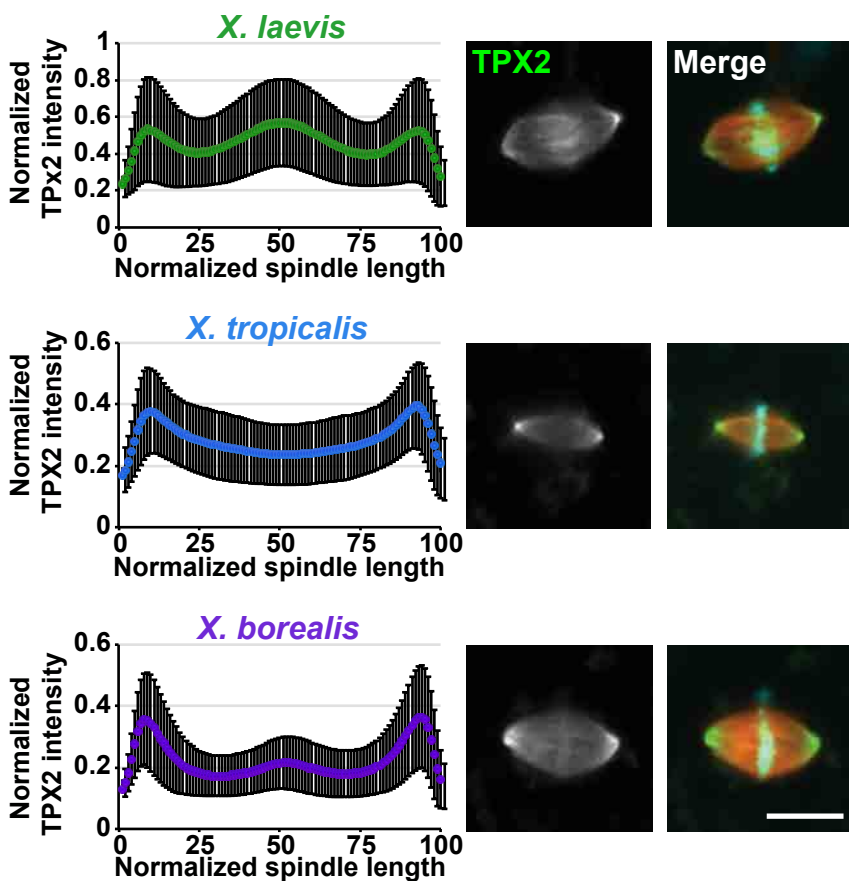 X. laevis
Normalized
TPx2 intensity
1
0.8
0.6
0.4
0.2
0
0 25 50 75 100
Normalized spindle length
TPX2
Merge
X. tropicalis
Normalized
TPX2 intensity
0.6
0.4
0.2
0
0 25 50 75 100
Normalized spindle length
X. borealis
Normalized
TPX2 intensity
0.6
0.4
0.2
0
0 25 50 75 100
Normalized spindle length